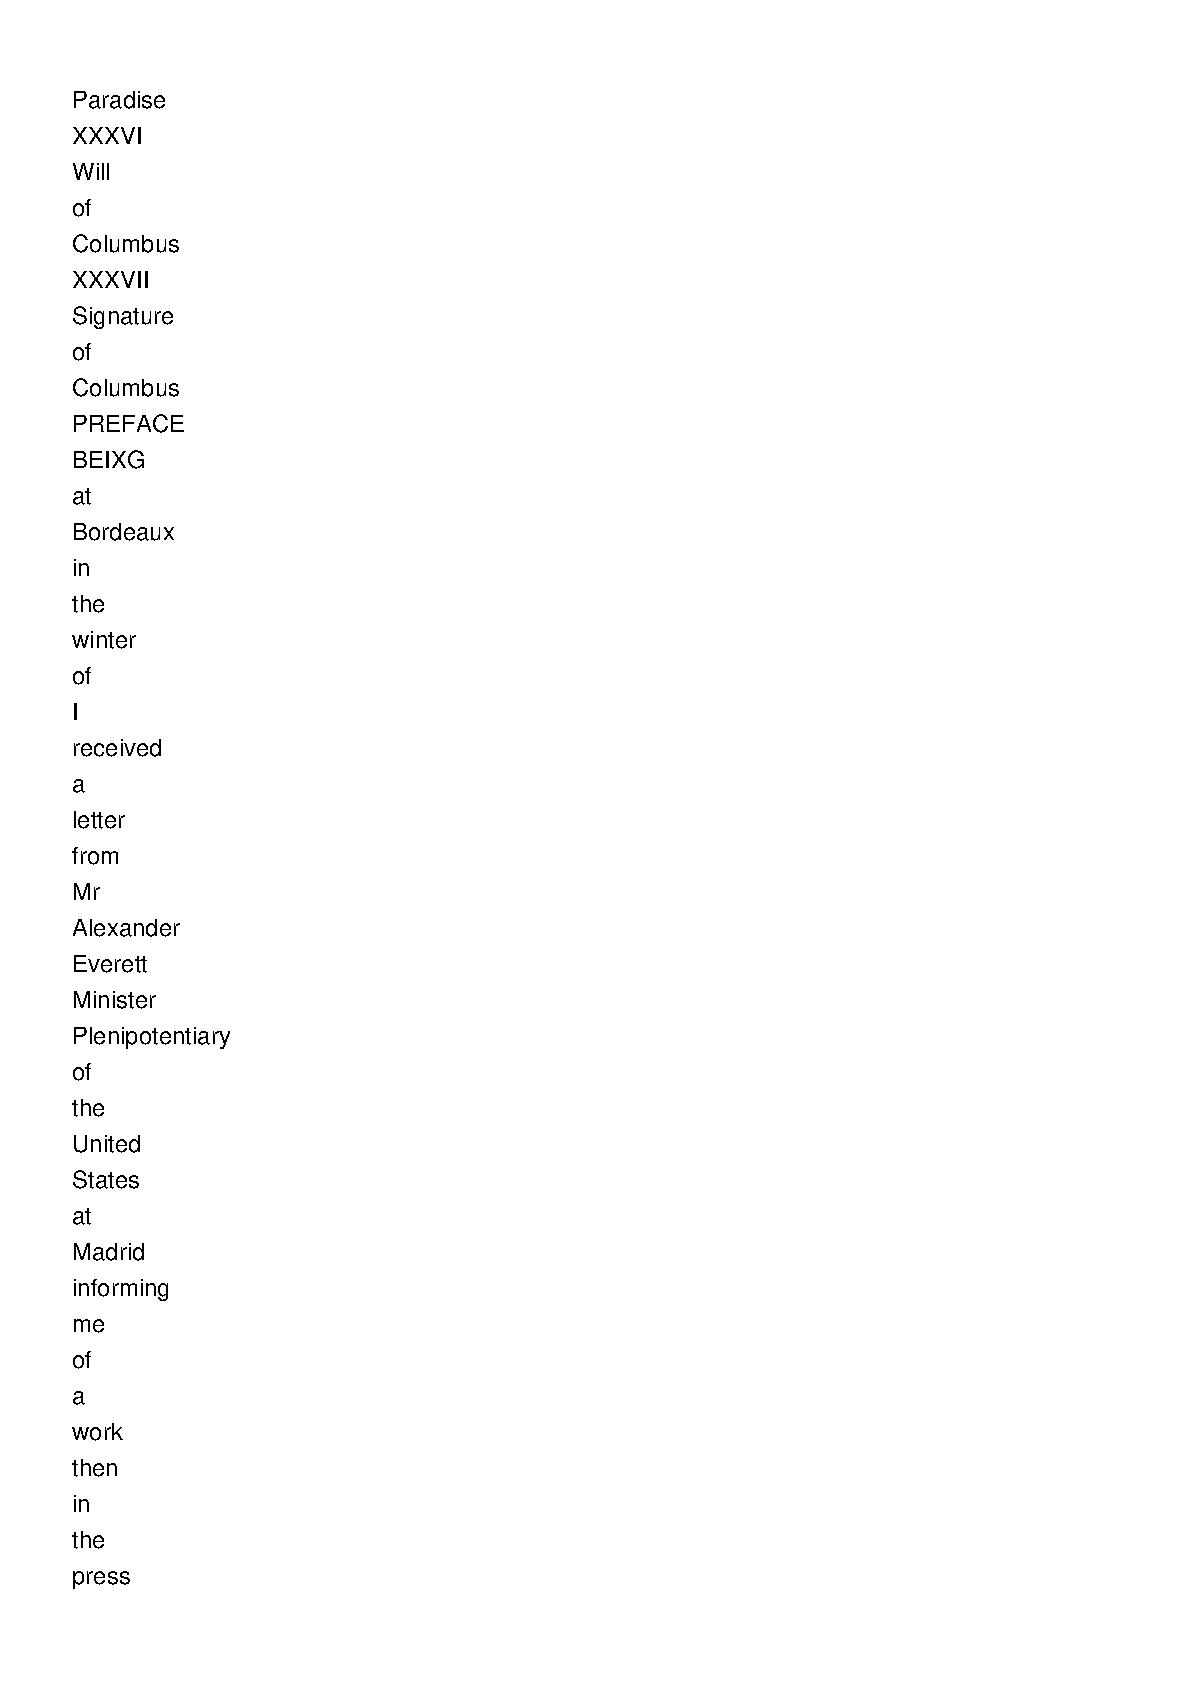 Paradise
XXXVI
Will
of
Columbus
XXXVII
Signature
of
Columbus
PREFACE
BEIXG
at
Bordeaux
in
the
winter
of
I
received
a
letter
from
Mr
Alexander
Everett
Minister
Plenipotentiary
of
the
United
States
at
Madrid
informing
me
of
a
work
then
in
the
press